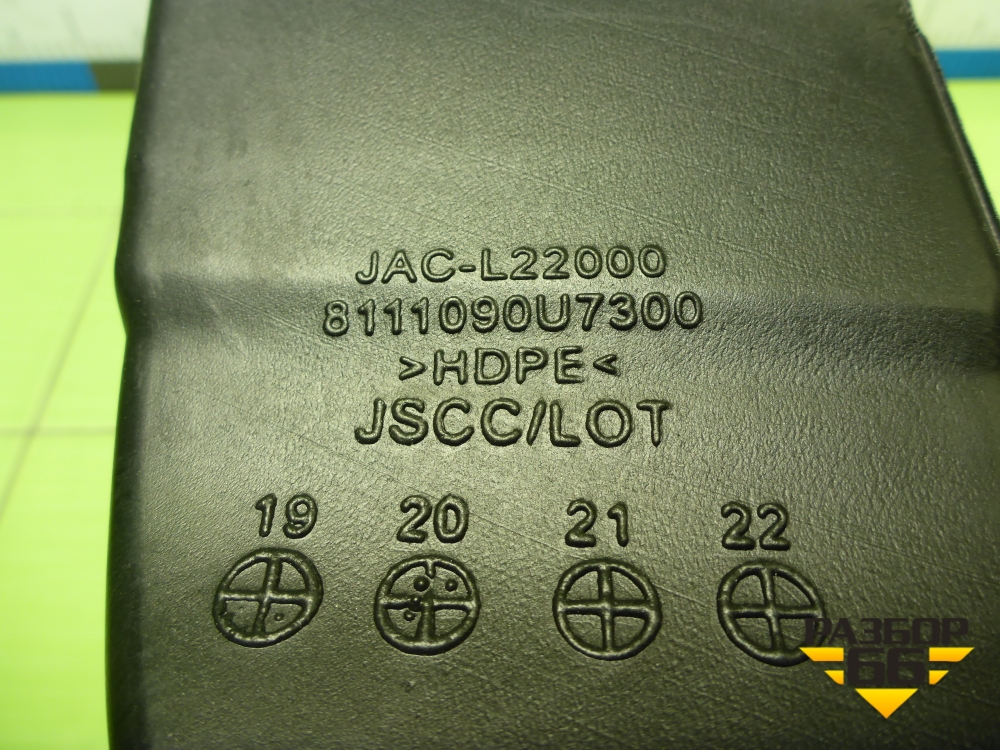 JAC-L22000
8111090U7300
>HDPE<
JSCC/LOT
19 20 21 22
РАЗБОР
66